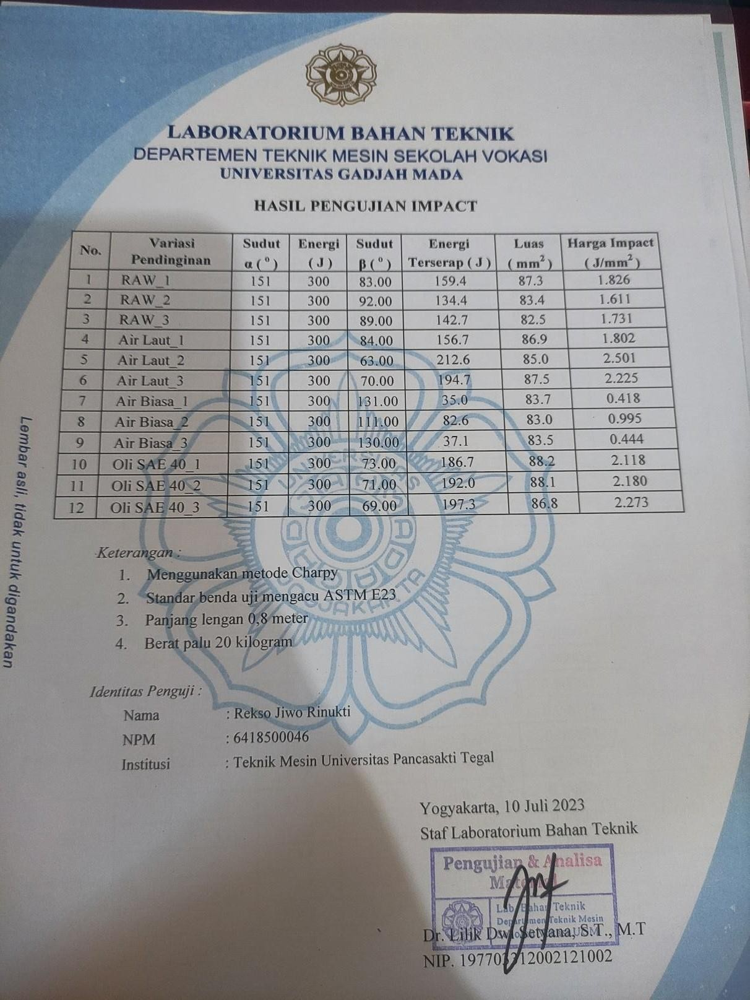 LABORATORIUM BAHAN TEKNIK
DEPARTEMEN TEKNIK MESIN SEKOLAH VOKASI
UNIVERSITAS GADJAH MADA
HASIL PENGUJIAN IMPACT
No. Variasi Pendinginan Sudut α (°) Energi (J) Sudut β (°) Energi Terserap ( J ) Luas (mm²) Harga Impact (J/mm²)
1 RAW_1 151 300 83.00 159.4 87.3 1.826
2 RAW_2 151 300 92.00 134.4 83.4 1.611
3 RAW_3 151 300 89.00 142.7 82.5 1.731
4 Air Laut_1 151 300 84.00 156.7 86.9 1.802
5 Air Laut_2 151 300 63.00 212.6 85.0 2.501
6 Air Laut_3 151 300 70.00 194.7 87.5 2.225
7 Air Biasa_1 151 300 131.00 35.0 83.7 0.418
8 Air Biasa_2 151 300 111.00 82.6 83.0 0.995
9 Air Biasa_3 151 300 130.00 37.1 83.5 0.444
10 Oli SAE 40_1 151 300 73.00 186.7 88.2 2.118
11 Oli SAE 40_2 151 300 71.00 192.0 88.1 2.180
12 Oli SAE 40_3 151 300 69.00 197.3 86.8 2.273
UNIVERSITAS
GADJAH MADA
YOGYAKARTA
Lembar asli, tidak untuk digandakan
Keterangan :
1. Menggunakan metode Charpy
2. Standar benda uji mengacu ASTM E23
3. Panjang lengan 0,8 meter
4. Berat palu 20 kilogram
Identitas Penguji :
Nama : Rekso Jiwo Rinukti
NPM : 6418500046
Institusi : Teknik Mesin Universitas Pancasakti Tegal
Yogyakarta, 10 Juli 2023
Staf Laboratorium Bahan Teknik
Pengujian & Analisa
Material
Lab. Bahan Teknik
Departemen Teknik Mesin
Dr. Lilik Dwi Setyana, S.T., M.T
NIP. 197703312002121002